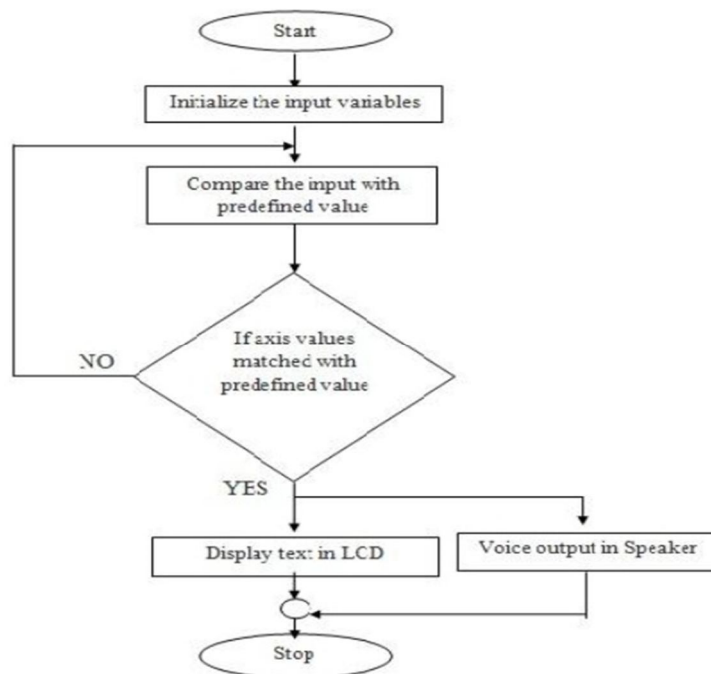 Start
Initialize the input variables
Compare the input with
predefined value
If axis values
matched with
predefined value
NO
YES
Display text in LCD
Voice output in Speaker
Stop